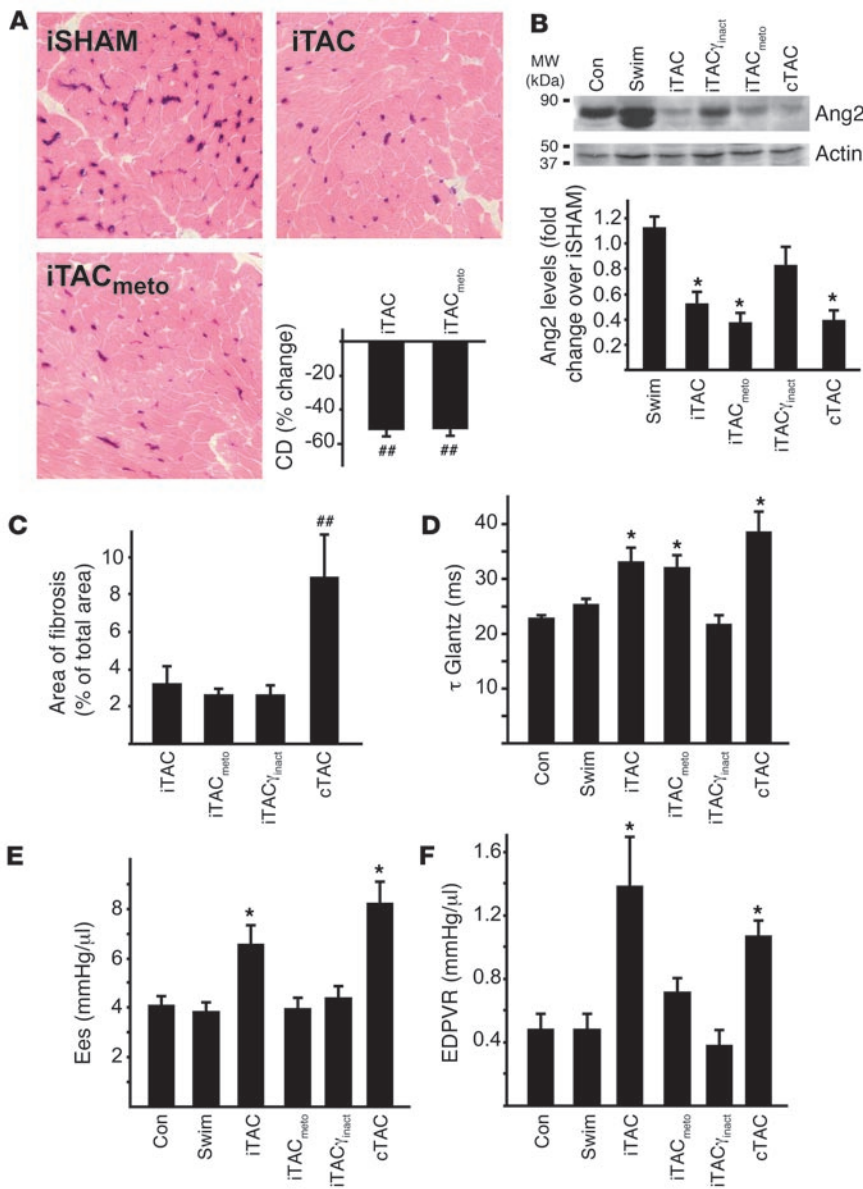 A
iSHAM
iTAC
iTACmeto
iTAC
iTACmeto
-20
-40
-60
CD (% change)
##
##
B
MW
(kDa)
Con
Swim
iTAC
iTACγinact
iTACmeto
cTAC
90
50
37
Ang2
Actin
Ang2 levels (fold
change over iSHAM)
1.2
1.0
0.8
0.6
0.4
0.2
*
*
*
Swim
iTAC
iTACmeto
iTACγinact
cTAC
C
Area of fibrosis
(% of total area)
10
8
6
4
2
##
iTAC
iTACmeto
iTACγinact
cTAC
D
τ Glantz (ms)
40
30
20
10
*
*
*
Con
Swim
iTAC
iTACmeto
iTACγinact
cTAC
E
Ees (mmHg/μl)
8
6
4
2
*
*
Con
Swim
iTAC
iTACmeto
iTACγinact
cTAC
F
EDPVR (mmHg/μl)
1.6
1.2
0.8
0.4
*
*
Con
Swim
iTAC
iTACmeto
iTACγinact
cTAC